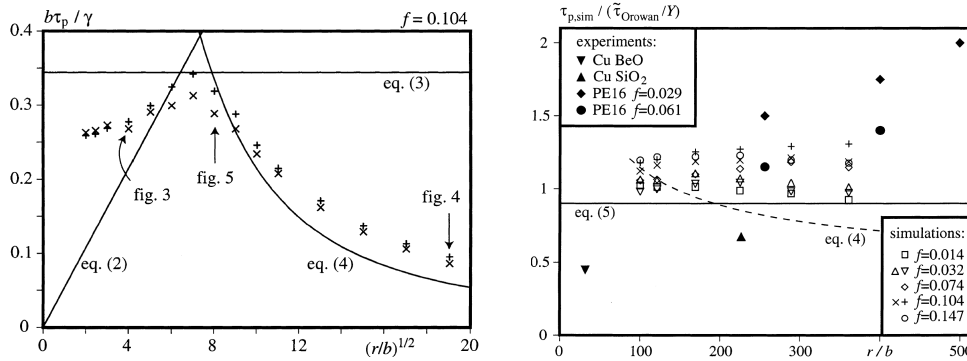 bτp / γ
f = 0.104
0.4
0.3
0.2
0.1
0
eq. (3)
fig. 3
fig. 5
fig. 4
eq. (2)
eq. (4)
0
4
8
12
16
20
(r/b)^1/2
τp,sim / (τ̃Orowan/Y)
2
1.5
1
0.5
0
experiments:
▼ Cu BeO
▲ Cu SiO2
◆ PE16 f=0.029
● PE16 f=0.061
eq. (5)
eq. (4)
simulations:
□ f=0.014
△▽ f=0.032
◇ f=0.074
×+ f=0.104
○ f=0.147
0
100
200
300
r / b
500